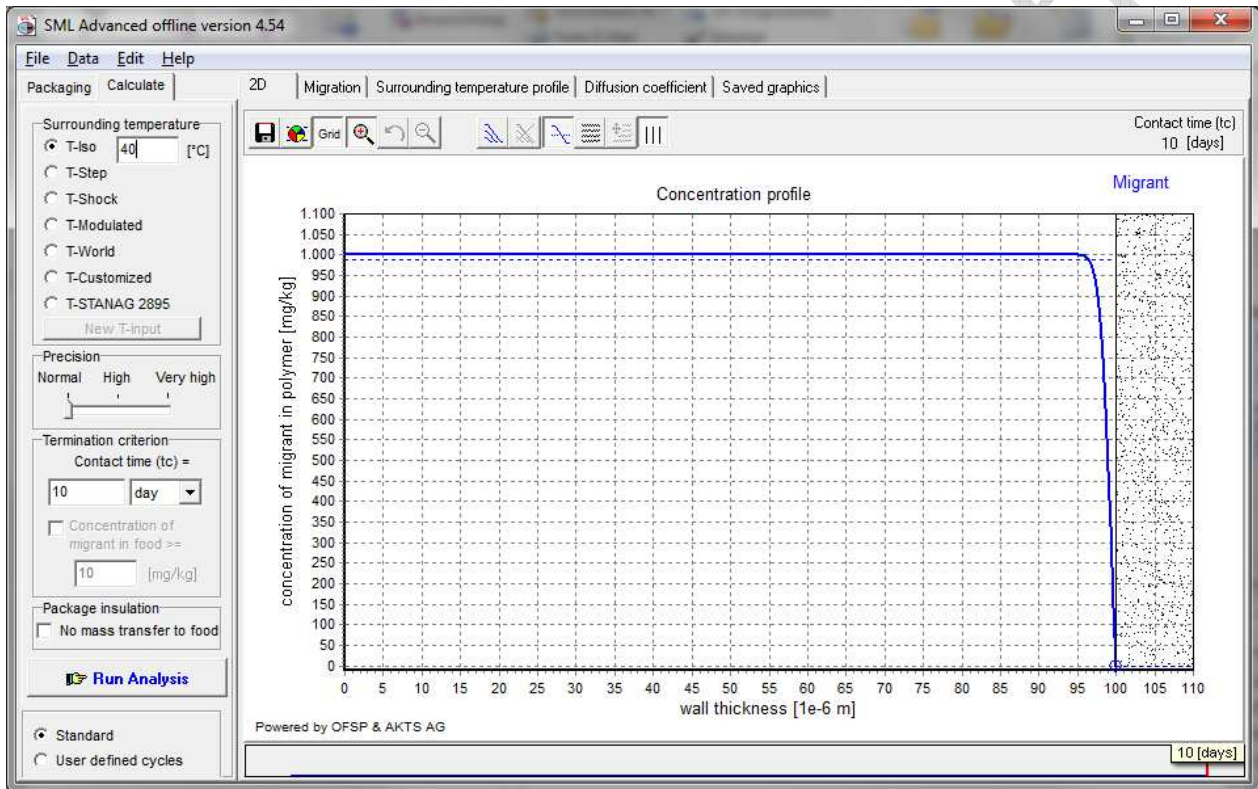 SML Advanced offline version 4.54
File Data Edit Help
Packaging Calculate
2D Migration Surrounding temperature profile Diffusion coefficient Saved graphics
Surrounding temperature
T-Iso 40 [°C]
T-Step
T-Shock
T-Modulated
T-World
T-Customized
T-STANAG 2895
New T-input
Precision
Normal High Very high
Termination criterion
Contact time (tc) =
10 day
Concentration of
migrant in food >=
10 [mg/kg]
Package insulation
No mass transfer to food
Run Analysis
Standard
User defined cycles
Grid
Contact time (tc)
10 [days]
Migrant
Concentration profile
concentration of migrant in polymer [mg/kg]
1.100
1.050
1.000
950
900
850
800
750
700
650
600
550
500
450
400
350
300
250
200
150
100
50
0
0 5 10 15 20 25 30 35 40 45 50 55 60 65 70 75 80 85 90 95 100 105 110
wall thickness [1e-6 m]
Powered by OFSP & AKTS AG
10 [days]